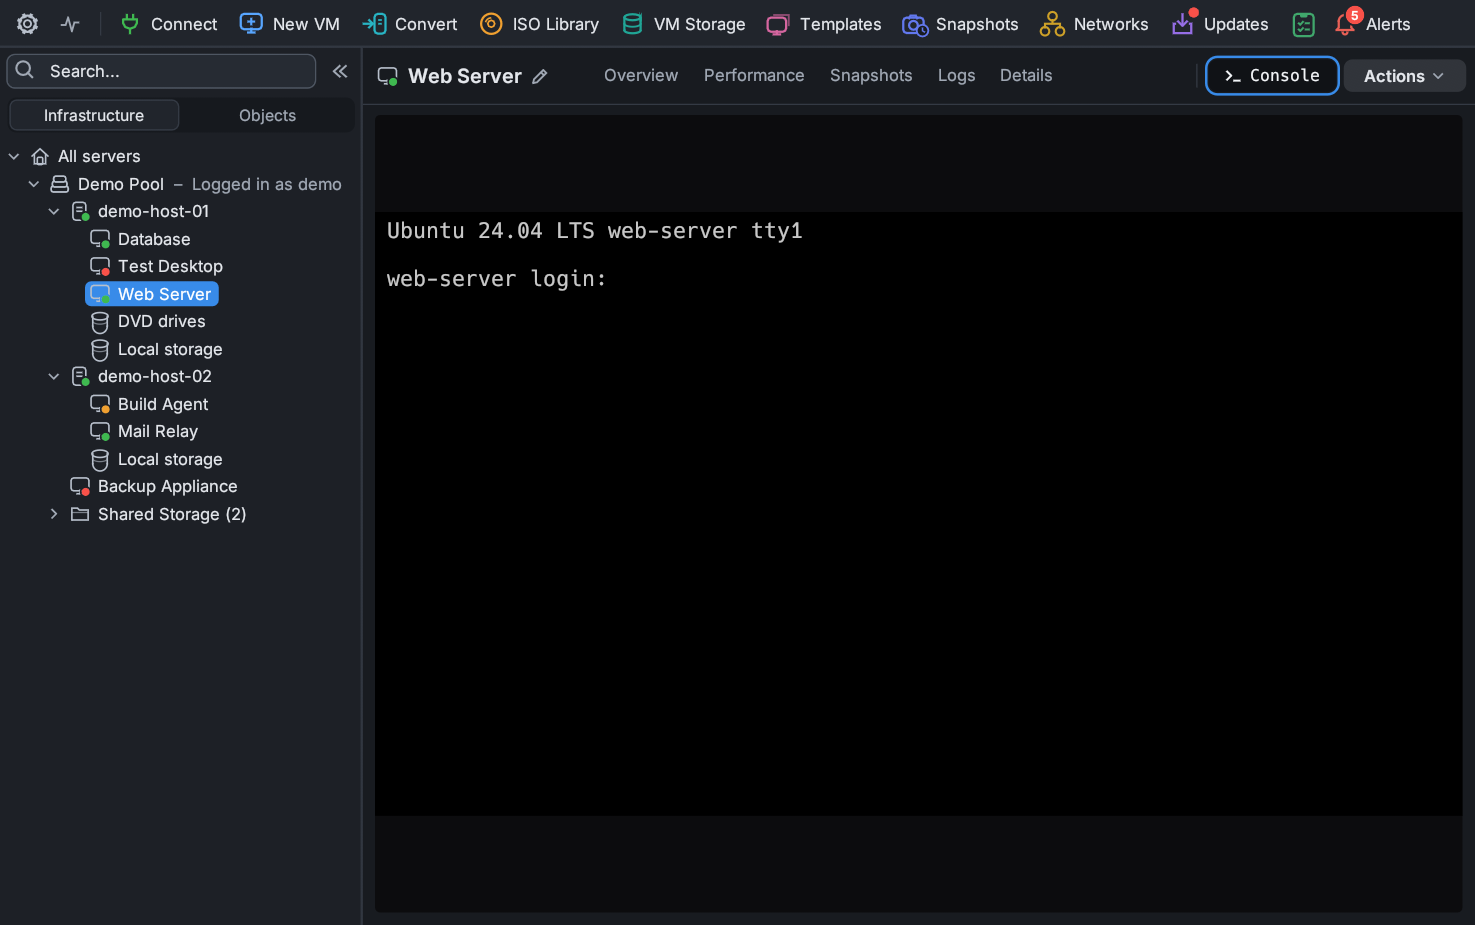 Connect New VM Convert ISO Library VM Storage Templates Snapshots Networks Updates 5 Alerts
Search...
Web Server Overview Performance Snapshots Logs Details >_ Console Actions
Infrastructure Objects
All servers
Demo Pool – Logged in as demo
demo-host-01
Database
Test Desktop
Web Server
DVD drives
Local storage
demo-host-02
Build Agent
Mail Relay
Local storage
Backup Appliance
Shared Storage (2)
Ubuntu 24.04 LTS web-server tty1
web-server login: